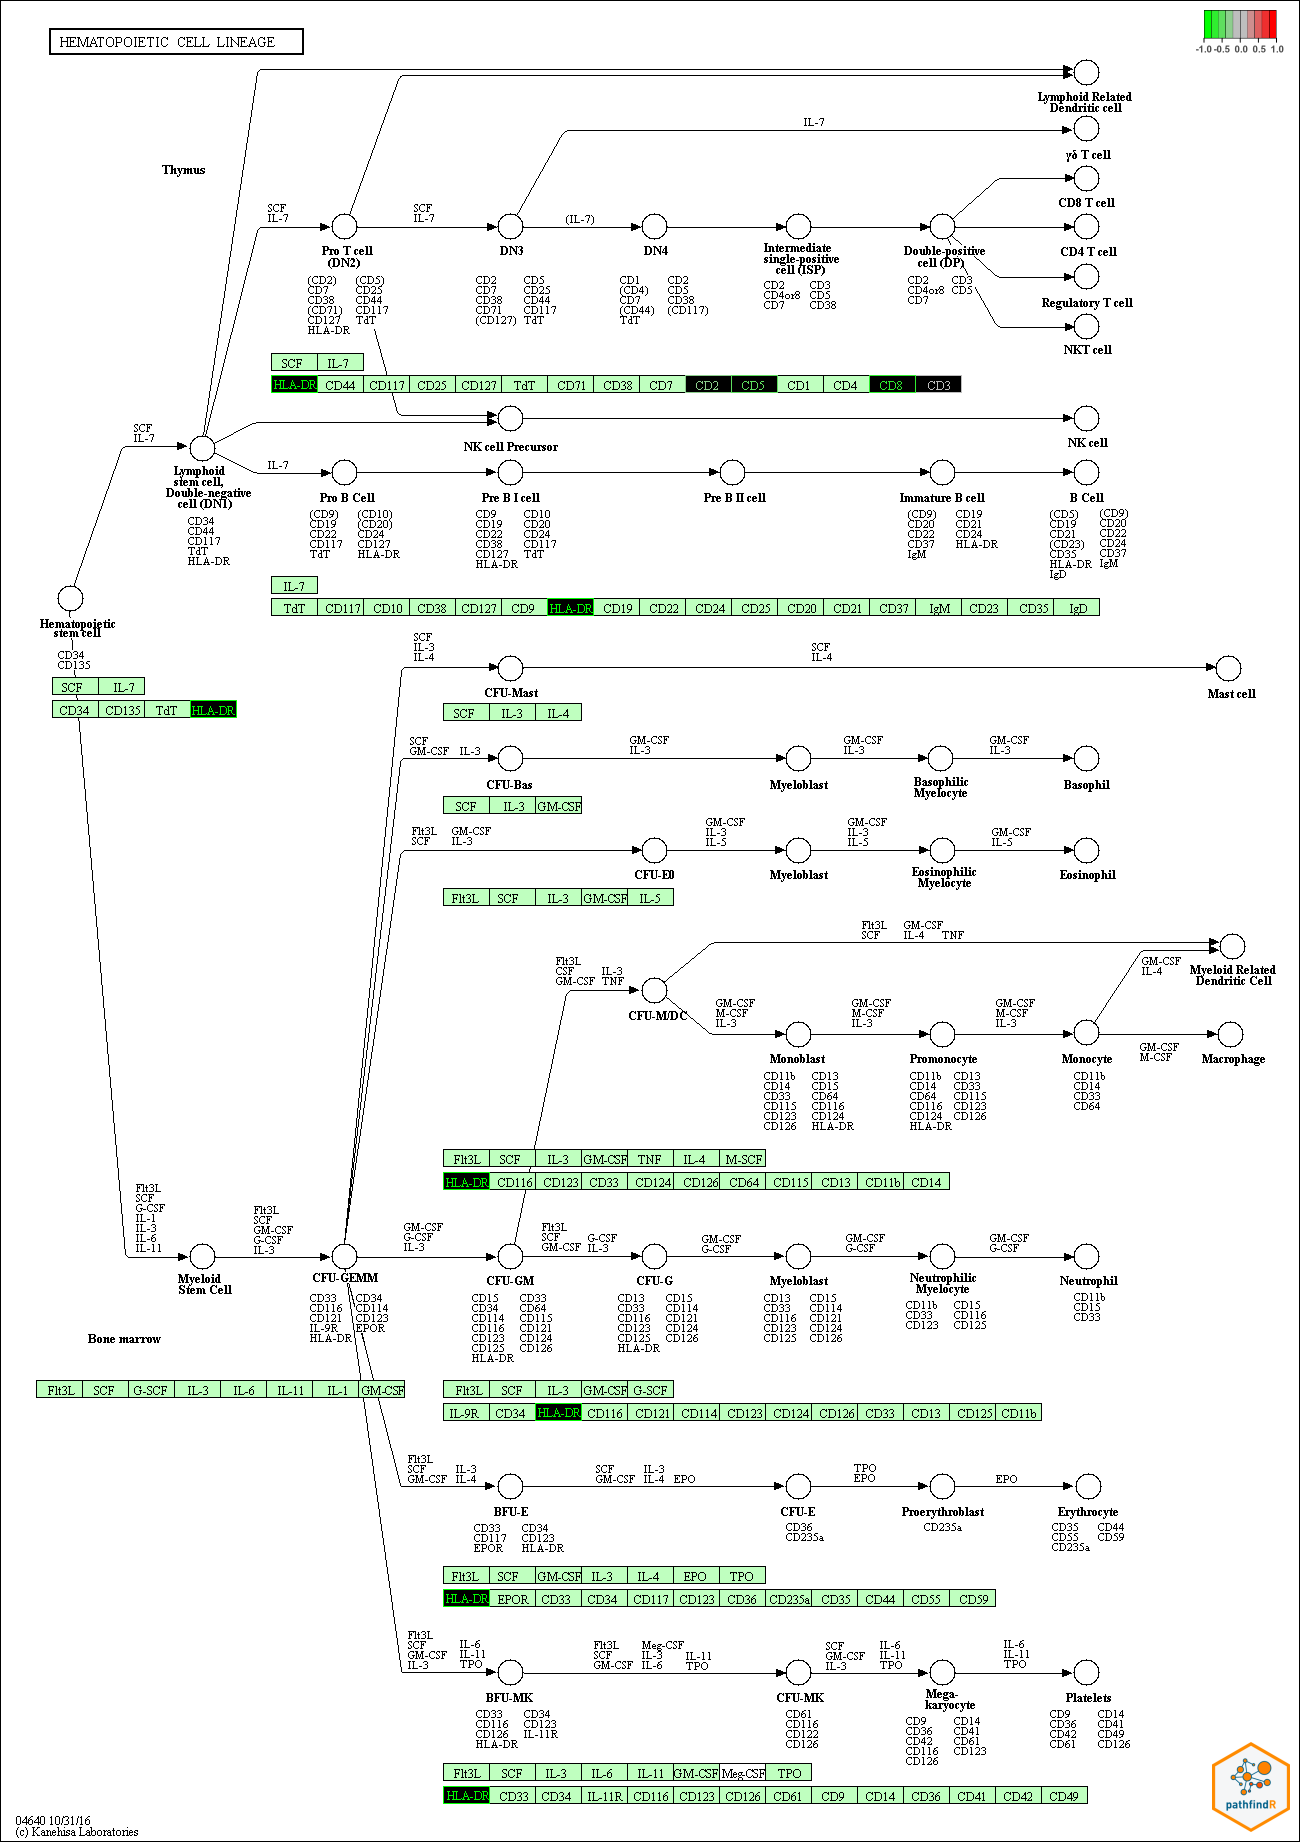 HEMATOPOIETIC CELL LINEAGE
-1.0 -0.5 0.0 0.5 1.0
Lymphoid Related
Dendritic cell
IL-7
γδ T cell
Thymus
CD8 T cell
SCF
IL-7
SCF
IL-7
(IL-7)
Pro T cell
(DN2)
DN3
DN4
Intermediate
single-positive
cell (ISP)
Double-positive
cell (DP)
CD4 T cell
Regulatory T cell
NKT cell
(CD2) (CD5)
CD7 CD25
CD38 CD44
(CD71) CD117
CD127 TdT
HLA-DR
CD2 CD5
CD7 CD25
CD38 CD44
CD71 CD117
(CD127) TdT
CD1 CD2
(CD4) CD5
CD7 CD38
(CD44) (CD117)
TdT
CD2 CD3
CD4or8 CD5
CD7 CD38
CD2 CD3
CD4or8 CD5
CD7
SCF IL-7
HLA-DR CD44 CD117 CD25 CD127 TdT CD71 CD38 CD7 CD2 CD5 CD1 CD4 CD8 CD3
SCF
IL-7
NK cell Precursor
NK cell
IL-7
Lymphoid
stem cell,
Double-negative
cell (DN1)
CD34
CD44
CD117
TdT
HLA-DR
Pro B Cell
Pre B I cell
Pre B II cell
Immature B cell
B Cell
(CD9) (CD10)
CD19 (CD20)
CD22 CD24
CD117 CD127
TdT HLA-DR
CD9 CD10
CD19 CD20
CD22 CD24
CD38 CD117
CD127 TdT
HLA-DR
(CD9) CD19
CD20 CD21
CD22 CD24
CD37 HLA-DR
IgM
(CD5) (CD9)
CD19 CD20
CD21 CD22
(CD23) CD24
CD35 CD37
HLA-DR IgM
IgD
IL-7
TdT CD117 CD10 CD38 CD127 CD9 HLA-DR CD19 CD22 CD24 CD25 CD20 CD21 CD37 IgM CD23 CD35 IgD
Hematopoietic
stem cell
CD34
CD135
SCF IL-7
CD34 CD135 TdT HLA-DR
SCF
IL-3
IL-4
SCF
IL-4
CFU-Mast
Mast cell
SCF IL-3 IL-4
SCF
GM-CSF IL-3
GM-CSF
IL-3
GM-CSF
IL-3
GM-CSF
IL-3
CFU-Bas
Myeloblast
Basophilic
Myelocyte
Basophil
SCF IL-3 GM-CSF
Flt3L GM-CSF
SCF IL-3
GM-CSF
IL-3
IL-5
GM-CSF
IL-3
IL-5
GM-CSF
IL-5
CFU-E0
Myeloblast
Eosinophilic
Myelocyte
Eosinophil
Flt3L SCF IL-3 GM-CSF IL-5
Flt3L GM-CSF
SCF IL-4 TNF
Flt3L
CSF IL-3
GM-CSF TNF
GM-CSF
IL-4
Myeloid Related
Dendritic Cell
CFU-M/DC
GM-CSF
M-CSF
IL-3
GM-CSF
M-CSF
IL-3
GM-CSF
M-CSF
IL-3
GM-CSF
M-CSF
Monoblast
Promonocyte
Monocyte
Macrophage
CD11b CD13
CD14 CD15
CD33 CD64
CD115 CD116
CD123 CD124
CD126 HLA-DR
CD11b CD13
CD14 CD33
CD64 CD115
CD116 CD123
CD124 CD126
HLA-DR
CD11b
CD14
CD33
CD64
Flt3L SCF IL-3 GM-CSF TNF IL-4 M-SCF
HLA-DR CD116 CD123 CD33 CD124 CD126 CD64 CD115 CD13 CD11b CD14
Flt3L
SCF
G-CSF
IL-1
IL-3
IL-6
IL-11
Flt3L
SCF
GM-CSF
G-CSF
IL-3
GM-CSF
G-CSF
IL-3
Flt3L
SCF G-CSF
GM-CSF IL-3
GM-CSF
G-CSF
GM-CSF
G-CSF
GM-CSF
G-CSF
Myeloid
Stem Cell
CFU-GEMM
CFU-GM
CFU-G
Myeloblast
Neutrophilic
Myelocyte
Neutrophil
CD33 CD34
CD116 CD114
CD121 CD123
IL-9R EPOR
HLA-DR
CD15 CD33
CD34 CD64
CD114 CD115
CD116 CD121
CD123 CD124
CD125 CD126
HLA-DR
CD13 CD15
CD33 CD114
CD116 CD121
CD123 CD124
CD125 CD126
HLA-DR
CD13 CD15
CD33 CD114
CD116 CD121
CD123 CD124
CD125 CD126
CD11b CD15
CD33 CD116
CD123 CD125
CD11b
CD15
CD33
Bone marrow
Flt3L SCF G-SCF IL-3 IL-6 IL-11 IL-1 GM-CSF
Flt3L SCF IL-3 GM-CSF G-SCF
IL-9R CD34 HLA-DR CD116 CD121 CD114 CD123 CD124 CD126 CD33 CD13 CD125 CD11b
Flt3L
SCF IL-3
GM-CSF IL-4
SCF IL-3
GM-CSF IL-4 EPO
TPO
EPO
EPO
BFU-E
CFU-E
Proerythroblast
Erythrocyte
CD33 CD34
CD117 CD123
EPOR HLA-DR
CD36
CD235a
CD235a
CD35 CD44
CD55 CD59
CD235a
Flt3L SCF GM-CSF IL-3 IL-4 EPO TPO
HLA-DR EPOR CD33 CD34 CD117 CD123 CD36 CD235a CD35 CD44 CD55 CD59
Flt3L
SCF IL-6
GM-CSF IL-11
IL-3 TPO
Flt3L Meg-CSF
SCF IL-3 IL-11
GM-CSF IL-6 TPO
SCF IL-6
GM-CSF IL-11
IL-3 TPO
IL-6
IL-11
TPO
BFU-MK
CFU-MK
Mega-
karyocyte
Platelets
CD33 CD34
CD116 CD123
CD126 IL-11R
HLA-DR
CD61
CD116
CD122
CD126
CD9 CD14
CD36 CD41
CD42 CD61
CD116 CD123
CD126
CD9 CD14
CD36 CD41
CD42 CD49
CD61 CD126
Flt3L SCF IL-3 IL-6 IL-11 GM-CSF Meg-CSF TPO
HLA-DR CD33 CD34 IL-11R CD116 CD123 CD126 CD61 CD9 CD14 CD36 CD41 CD42 CD49
pathfindR
04640 10/31/16
(c) Kanehisa Laboratories